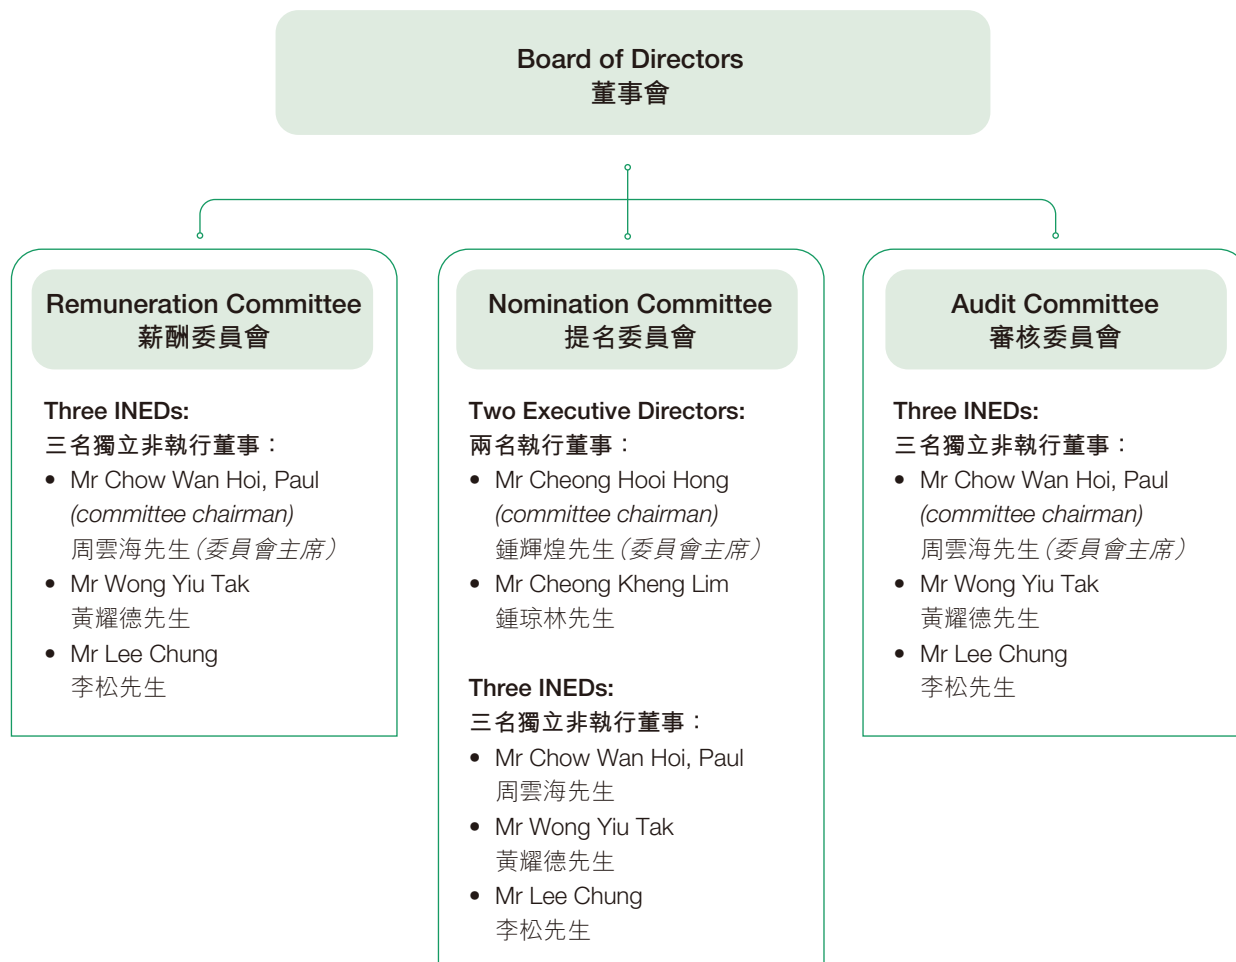 Board of Directors
董事會
Remuneration Committee
薪酬委員會
Three INEDs:
三名獨立非執行董事：
• Mr Chow Wan Hoi, Paul
(committee chairman)
周雲海先生（委員會主席）
• Mr Wong Yiu Tak
黃耀德先生
• Mr Lee Chung
李松先生
Nomination Committee
提名委員會
Two Executive Directors:
兩名執行董事：
• Mr Cheong Hooi Hong
(committee chairman)
鍾輝煌先生（委員會主席）
• Mr Cheong Kheng Lim
鍾琼林先生
Three INEDs:
三名獨立非執行董事：
• Mr Chow Wan Hoi, Paul
周雲海先生
• Mr Wong Yiu Tak
黃耀德先生
• Mr Lee Chung
李松先生
Audit Committee
審核委員會
Three INEDs:
三名獨立非執行董事：
• Mr Chow Wan Hoi, Paul
(committee chairman)
周雲海先生（委員會主席）
• Mr Wong Yiu Tak
黃耀德先生
• Mr Lee Chung
李松先生